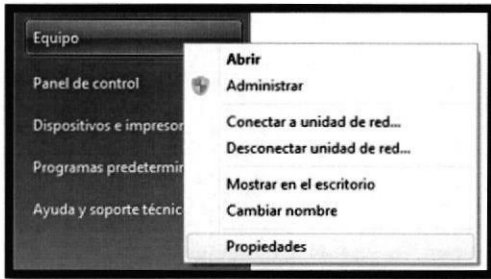 Equipo
Panel de control
Dispositivos e impresor
Programas predetermin
Ayuda y soporte técnic
Abrir
Administrar
Conectar a unidad de red...
Desconectar unidad de red...
Mostrar en el escritorio
Cambiar nombre
Propiedades